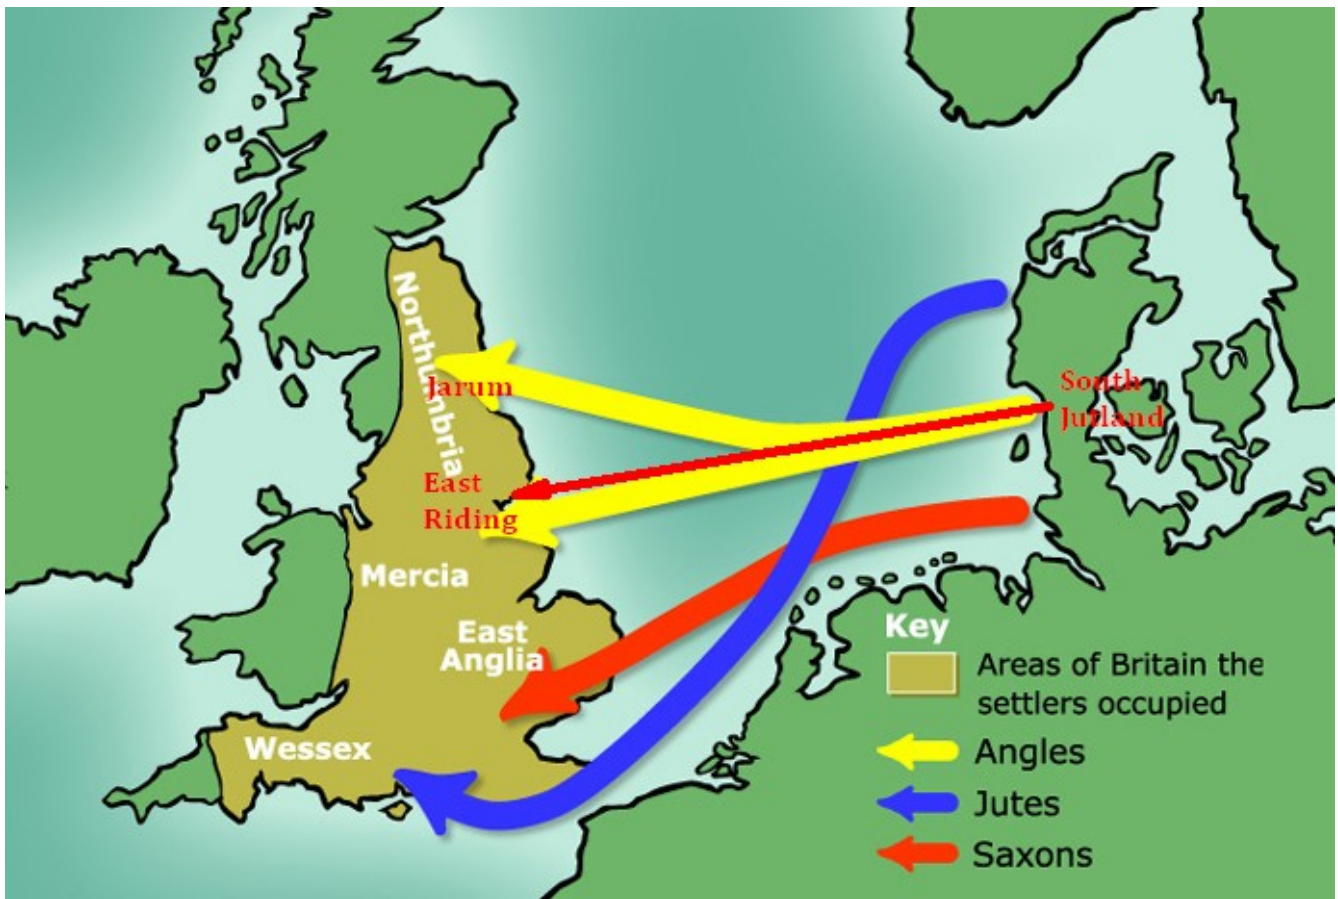 Northumbria
Jarum
South
Jutland
East
Riding
Mercia
East
Anglia
Wessex
Key
Areas of Britain the
settlers occupied
Angles
Jutes
Saxons